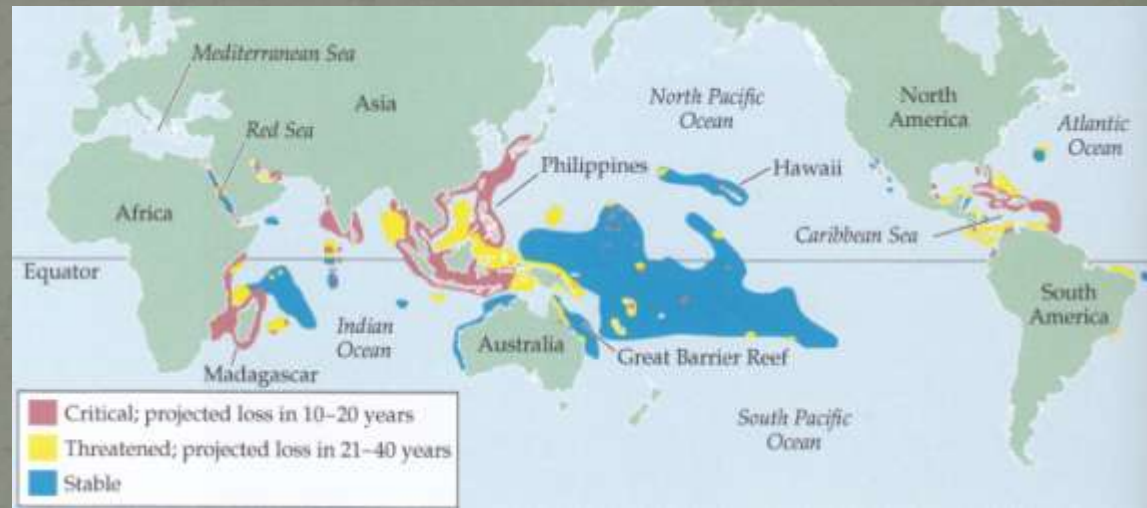 Mediterranean Sea
Asia
North Pacific
Ocean
North
America
Atlantic
Ocean
Red Sea
Philippines
Hawaii
Africa
Caribbean Sea
Equator
South
America
Indian
Ocean
Australia
Great Barrier Reef
Madagascar
South Pacific
Ocean
Critical; projected loss in 10–20 years
Threatened; projected loss in 21–40 years
Stable